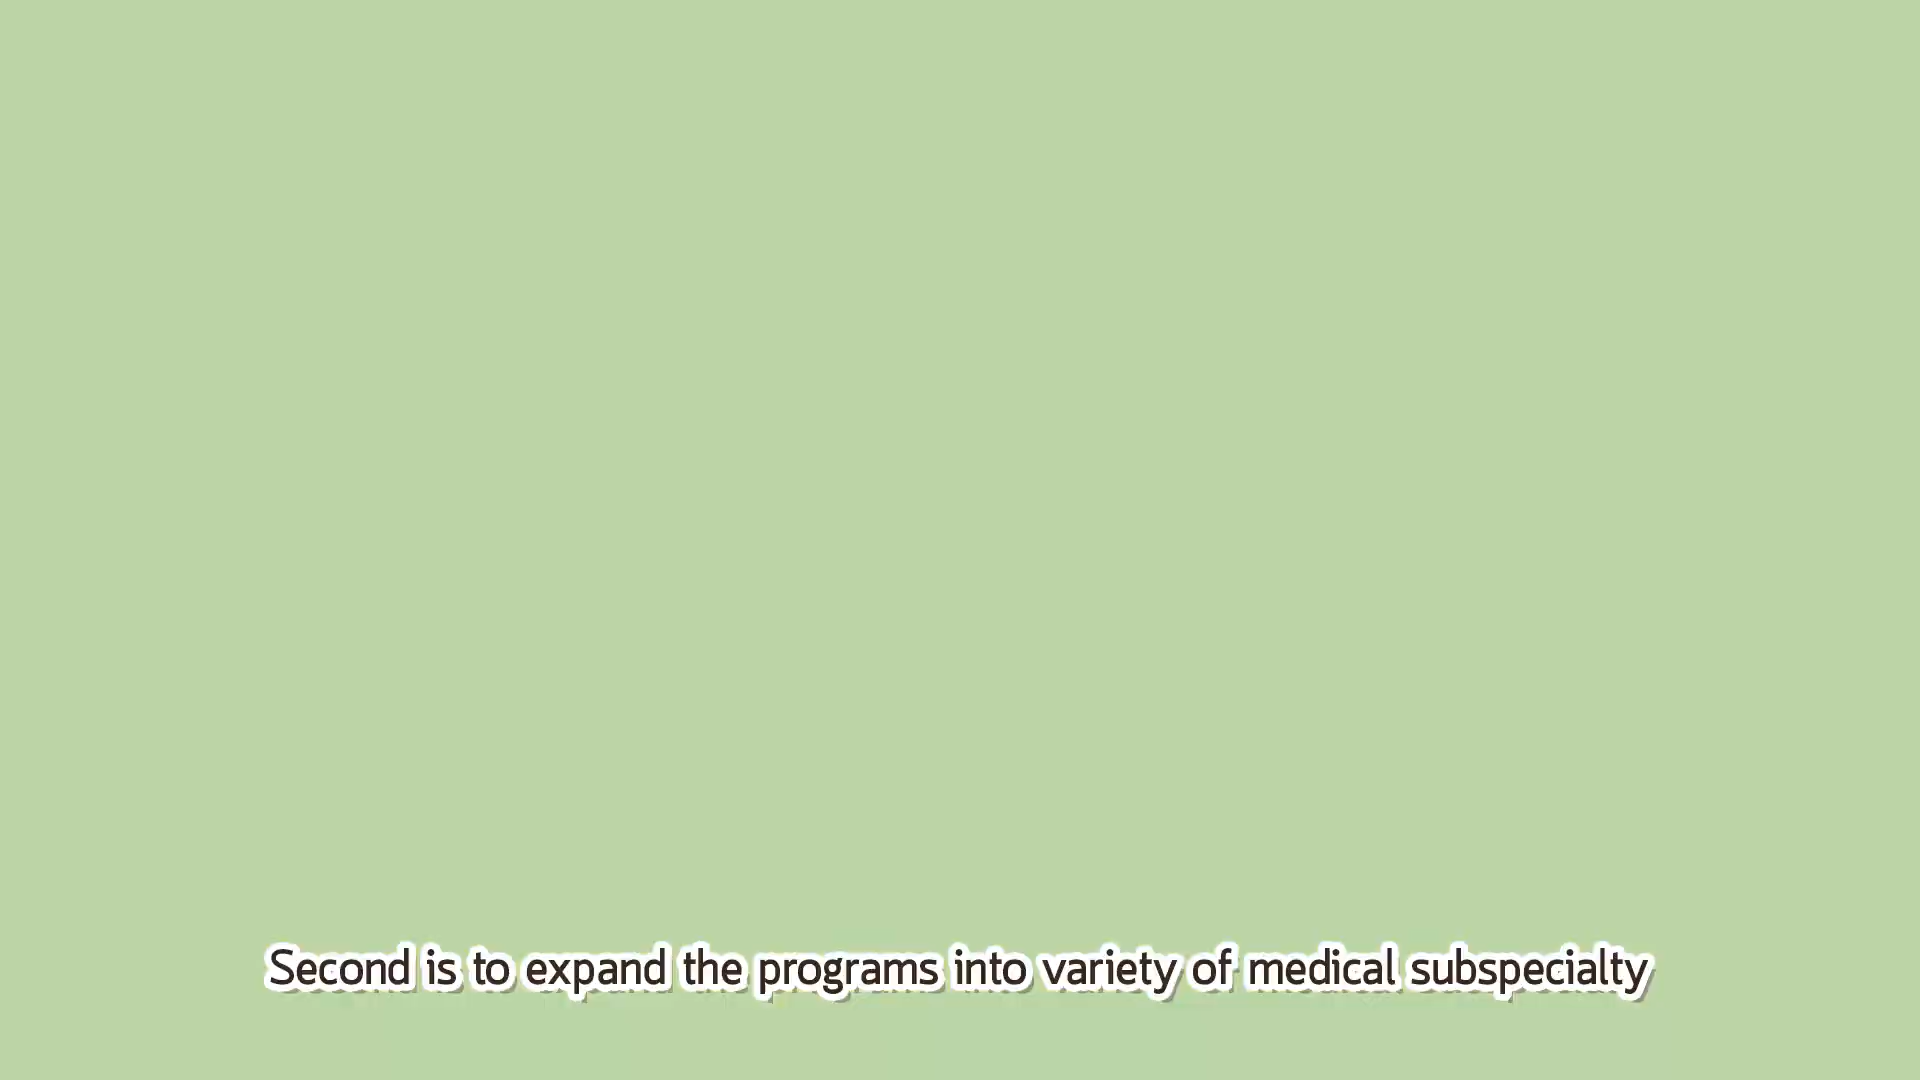 Second is to expand the programs into variety of medical subspecialty